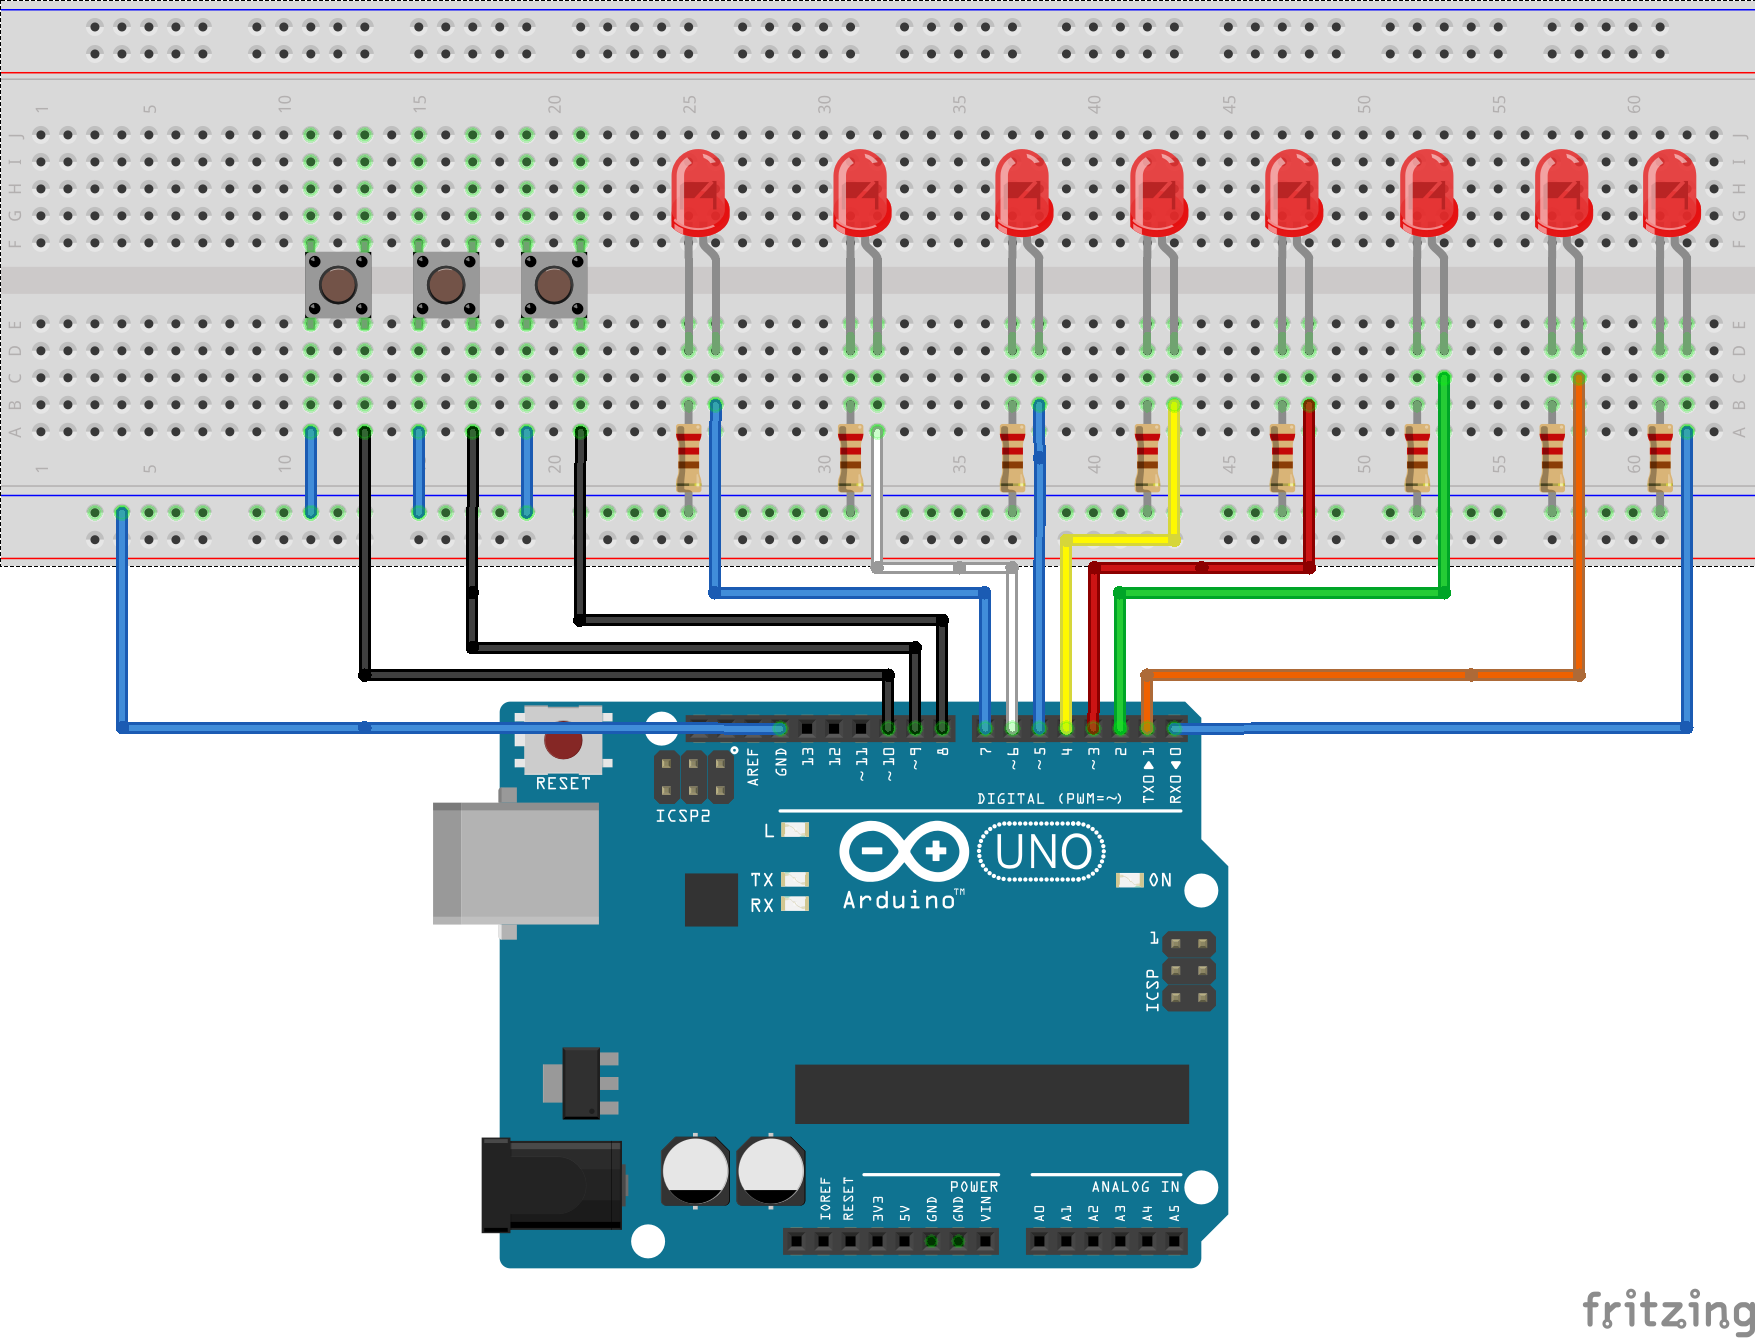 1 5 10 15 20 25 30 35 40 45 50 55 60
J J
I I
H H
G G
F F
E E
D D
C C
B B
A A
1 5 10 15 20 25 30 35 40 45 50 55 60
RESET
AREF GND 13 12 ~11 ~10 ~9 8 7 ~6 ~5 4 ~3 2 TX0▶1 RX0◀0
DIGITAL (PWM=~)
ICSP2
L
TX
RX
UNO
Arduino™
ON
1
ICSP
POWER
ANALOG IN
IOREF RESET 3V3 5V GND GND VIN A0 A1 A2 A3 A4 A5
fritzing